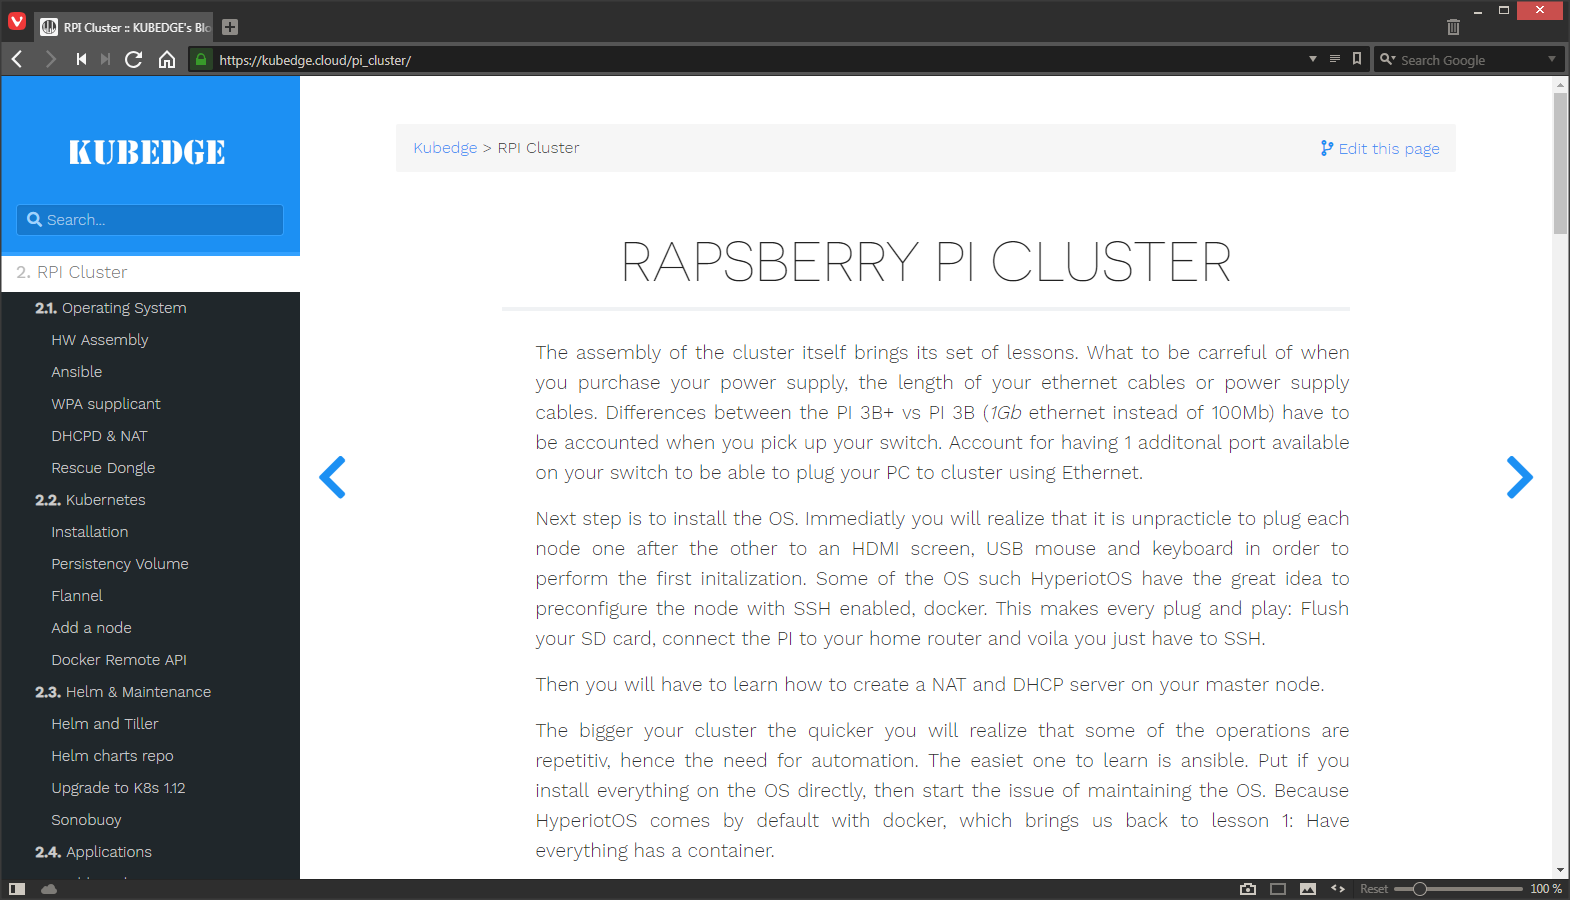 RPI Cluster :: KUBEDGE's Blo
https://kubedge.cloud/pi_cluster/
Search Google
KUBEDGE
Search...
2. RPI Cluster
2.1. Operating System
HW Assembly
Ansible
WPA supplicant
DHCPD & NAT
Rescue Dongle
2.2. Kubernetes
Installation
Persistency Volume
Flannel
Add a node
Docker Remote API
2.3. Helm & Maintenance
Helm and Tiller
Helm charts repo
Upgrade to K8s 1.12
Sonobuoy
2.4. Applications
Kubedge > RPI Cluster
Edit this page
RAPSBERRY PI CLUSTER
The assembly of the cluster itself brings its set of lessons. What to be carreful of when
you purchase your power supply, the length of your ethernet cables or power supply
cables. Differences between the PI 3B+ vs PI 3B (1Gb ethernet instead of 100Mb) have to
be accounted when you pick up your switch. Account for having 1 additonal port available
on your switch to be able to plug your PC to cluster using Ethernet.
Next step is to install the OS. Immediatly you will realize that it is unpracticle to plug each
node one after the other to an HDMI screen, USB mouse and keyboard in order to
perform the first initalization. Some of the OS such HyperiotOS have the great idea to
preconfigure the node with SSH enabled, docker. This makes every plug and play: Flush
your SD card, connect the PI to your home router and voila you just have to SSH.
Then you will have to learn how to create a NAT and DHCP server on your master node.
The bigger your cluster the quicker you will realize that some of the operations are
repetitiv, hence the need for automation. The easiet one to learn is ansible. Put if you
install everything on the OS directly, then start the issue of maintaining the OS. Because
HyperiotOS comes by default with docker, which brings us back to lesson 1: Have
everything has a container.
Reset
100 %